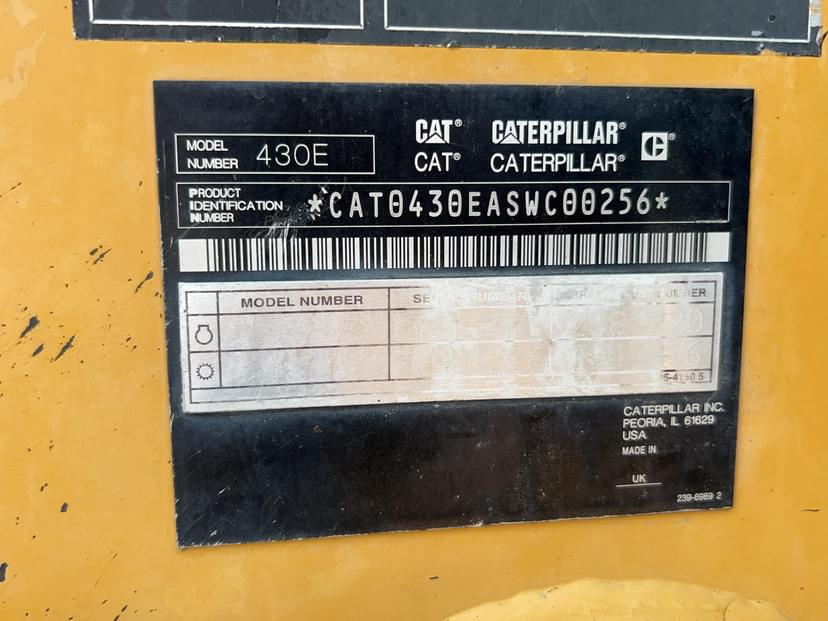 MODEL NUMBER 430E
CAT® CATERPILLAR®
CAT® CATERPILLAR®
PRODUCT IDENTIFICATION NUMBER *CAT0430EASWC00256*
MODEL NUMBER
CATERPILLAR INC.
PEORIA, IL 61629
USA
MADE IN
UK
239-6989 2